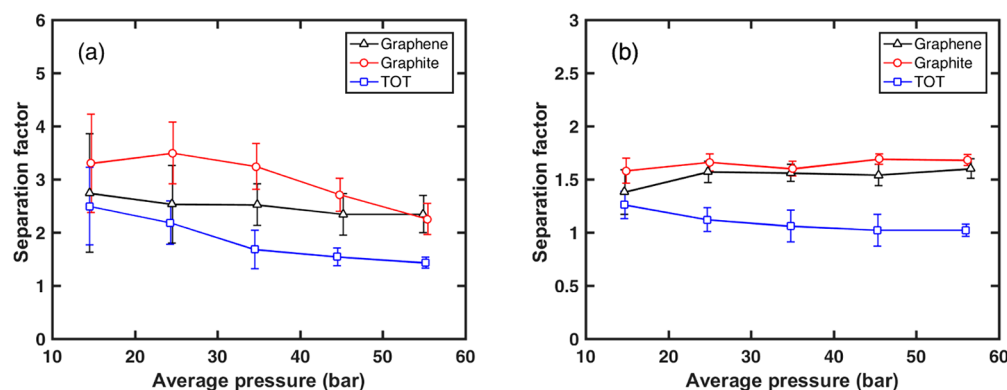 (a)
Graphene
Graphite
TOT
Separation factor
6
5
4
3
2
1
0
10 20 30 40 50 60
Average pressure (bar)
(b)
Graphene
Graphite
TOT
Separation factor
3
2.5
2
1.5
1
0.5
0
10 20 30 40 50 60
Average pressure (bar)